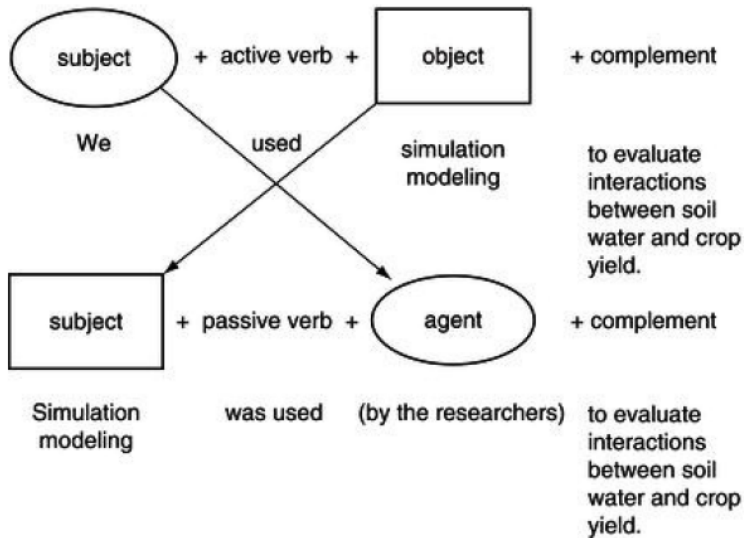 subject + active verb + object + complement
We used simulation modeling to evaluate interactions between soil water and crop yield.
subject + passive verb + agent + complement
Simulation modeling was used (by the researchers) to evaluate interactions between soil water and crop yield.